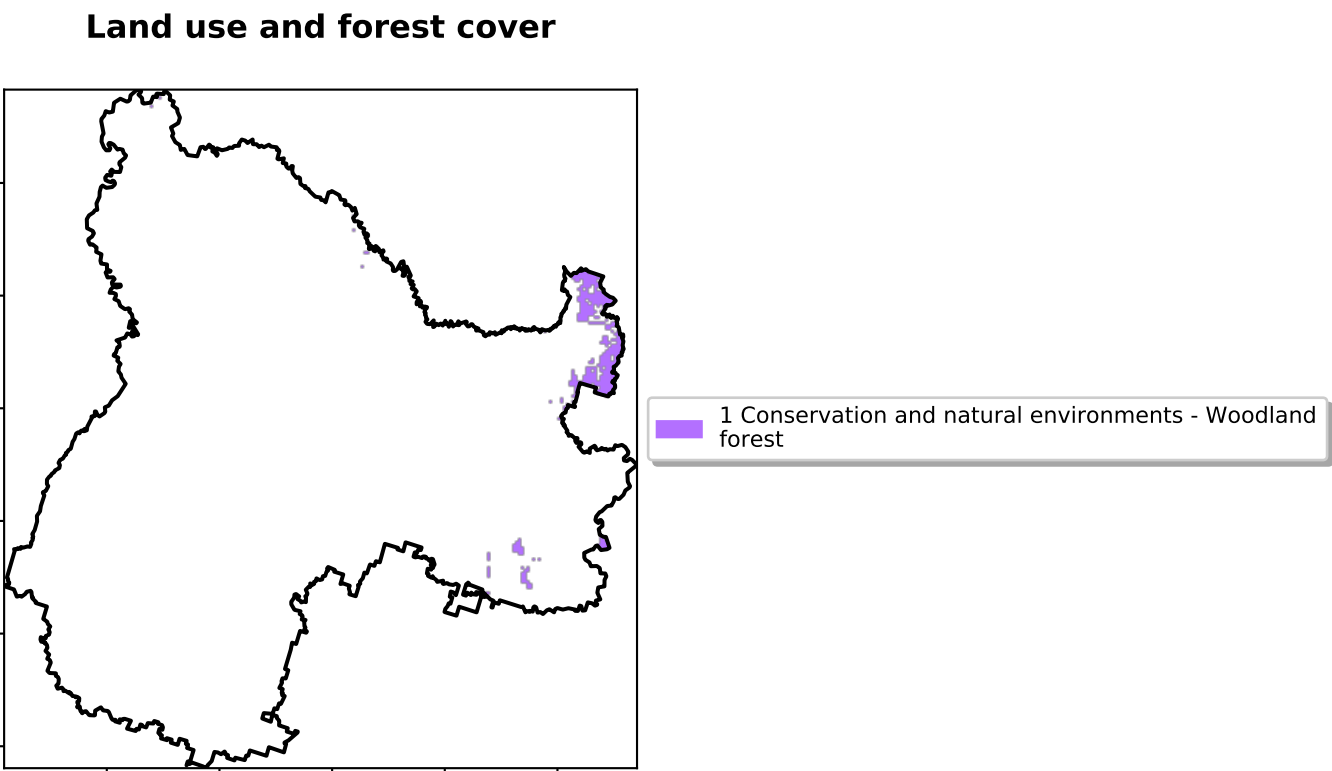 Land use and forest cover
1 Conservation and natural environments - Woodland
forest